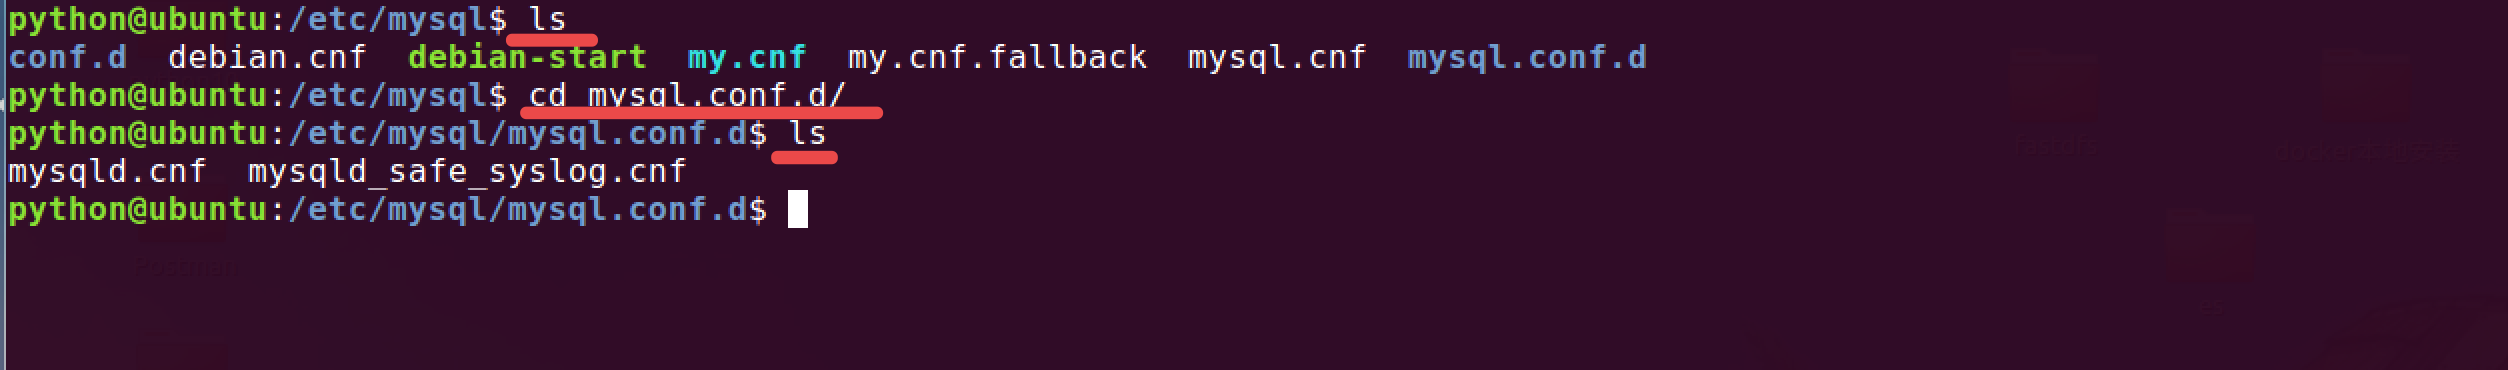 python@ubuntu:/etc/mysql$ ls
conf.d  debian.cnf  debian-start  my.cnf  my.cnf.fallback  mysql.cnf  mysql.conf.d
python@ubuntu:/etc/mysql$ cd mysql.conf.d/
python@ubuntu:/etc/mysql/mysql.conf.d$ ls
mysqld.cnf  mysqld_safe_syslog.cnf
python@ubuntu:/etc/mysql/mysql.conf.d$
Postman